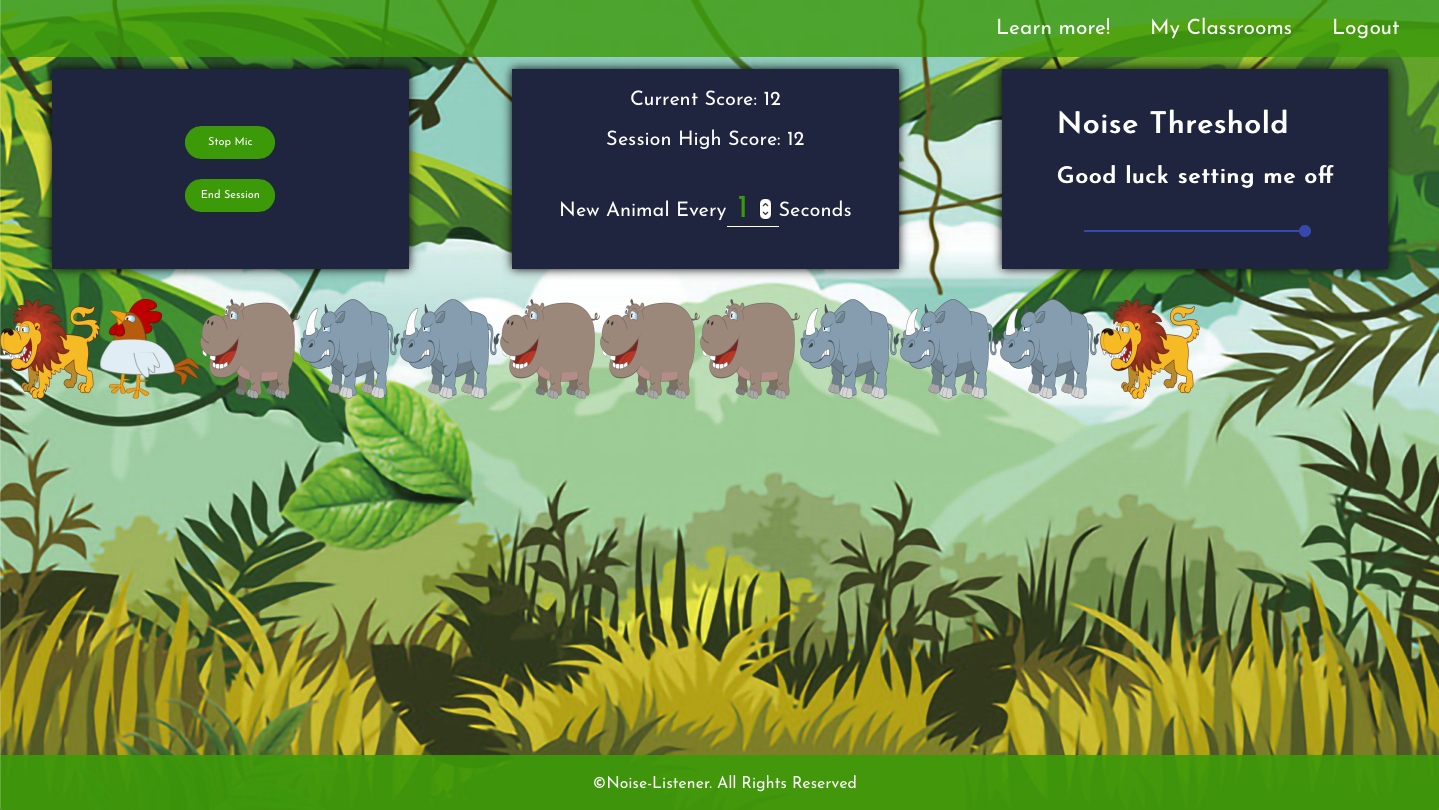 Learn more! My Classrooms Logout
Stop Mic
End Session
Current Score: 12
Session High Score: 12
New Animal Every 1 Seconds
Noise Threshold
Good luck setting me off
©Noise-Listener. All Rights Reserved